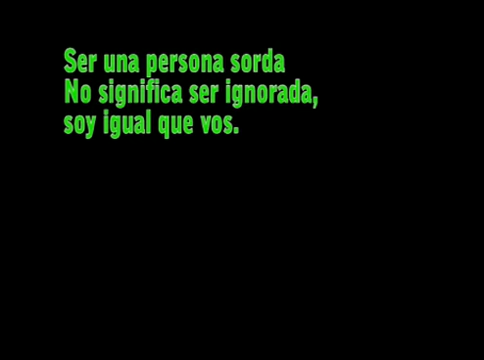 Ser una persona sorda
No significa ser ignorada,
soy igual que vos.